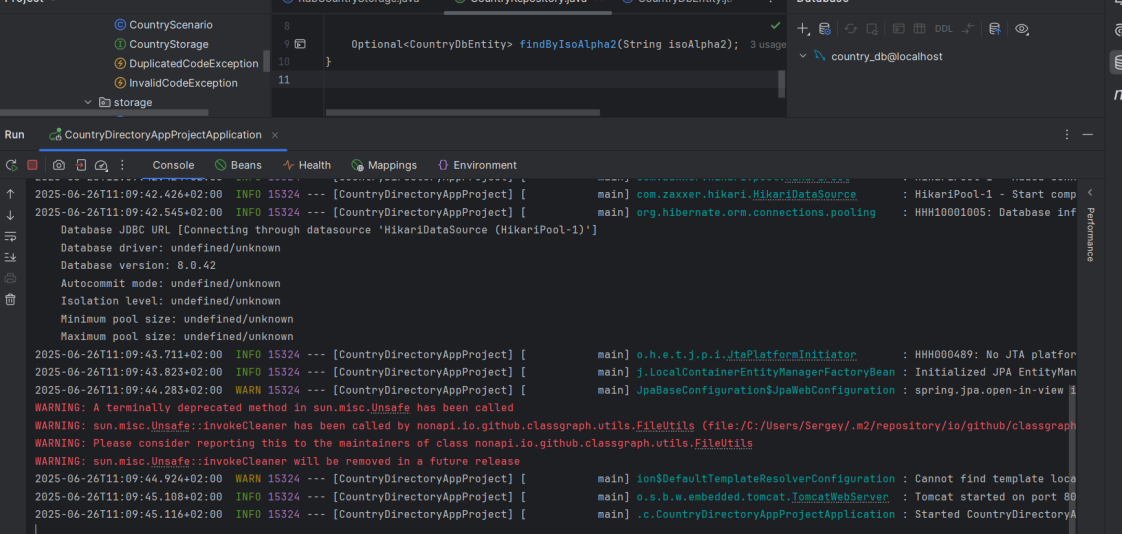 CountryRepository.java
Database
CountryScenario
CountryStorage
DuplicatedCodeException
InvalidCodeException
storage
8
9 Optional<CountryDbEntity> findByIsoAlpha2(String isoAlpha2); 3 usage
10 }
11
DDL
country_db@localhost
Run CountryDirectoryAppProjectApplication
Console Beans Health Mappings Environment
2025-06-26T11:09:42.426+02:00 INFO 15324 --- [CountryDirectoryAppProject] [ main] com.zaxxer.hikari.HikariDataSource : HikariPool-1 - Start comp
2025-06-26T11:09:42.545+02:00 INFO 15324 --- [CountryDirectoryAppProject] [ main] org.hibernate.orm.connections.pooling : HHH10001005: Database inf
Database JDBC URL [Connecting through datasource 'HikariDataSource (HikariPool-1)']
Database driver: undefined/unknown
Database version: 8.0.42
Autocommit mode: undefined/unknown
Isolation level: undefined/unknown
Minimum pool size: undefined/unknown
Maximum pool size: undefined/unknown
2025-06-26T11:09:43.711+02:00 INFO 15324 --- [CountryDirectoryAppProject] [ main] o.h.e.t.j.p.i.JtaPlatformInitiator : HHH000489: No JTA platfor
2025-06-26T11:09:43.823+02:00 INFO 15324 --- [CountryDirectoryAppProject] [ main] j.LocalContainerEntityManagerFactoryBean : Initialized JPA EntityMan
2025-06-26T11:09:44.283+02:00 WARN 15324 --- [CountryDirectoryAppProject] [ main] JpaBaseConfiguration$JpaWebConfiguration : spring.jpa.open-in-view i
WARNING: A terminally deprecated method in sun.misc.Unsafe has been called
WARNING: sun.misc.Unsafe::invokeCleaner has been called by nonapi.io.github.classgraph.utils.FileUtils (file:/C:/Users/Sergey/.m2/repository/io/github/classgraph
WARNING: Please consider reporting this to the maintainers of class nonapi.io.github.classgraph.utils.FileUtils
WARNING: sun.misc.Unsafe::invokeCleaner will be removed in a future release
2025-06-26T11:09:44.924+02:00 WARN 15324 --- [CountryDirectoryAppProject] [ main] ion$DefaultTemplateResolverConfiguration : Cannot find template loca
2025-06-26T11:09:45.108+02:00 INFO 15324 --- [CountryDirectoryAppProject] [ main] o.s.b.w.embedded.tomcat.TomcatWebServer : Tomcat started on port 80
2025-06-26T11:09:45.116+02:00 INFO 15324 --- [CountryDirectoryAppProject] [ main] .c.CountryDirectoryAppProjectApplication : Started CountryDirectoryA
Performance